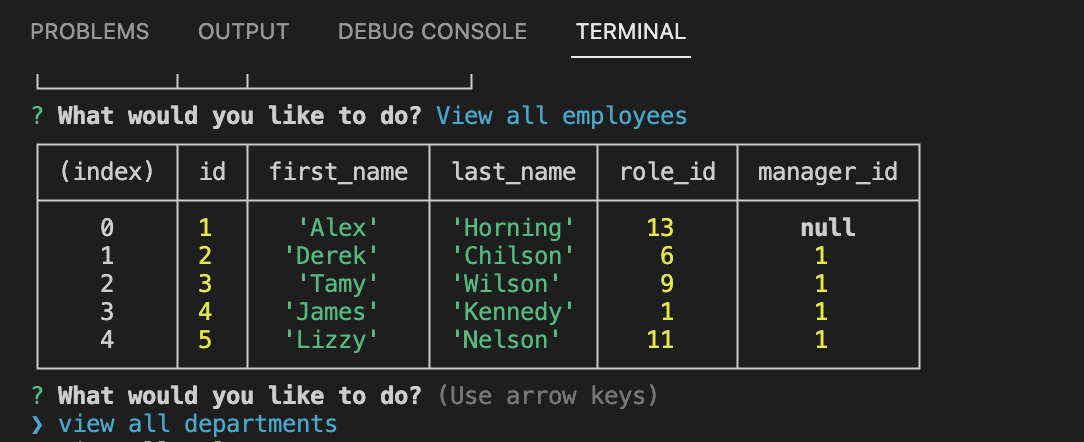 PROBLEMS OUTPUT DEBUG CONSOLE TERMINAL
? What would you like to do? View all employees
(index) id first_name last_name role_id manager_id
0 1 'Alex' 'Horning' 13 null
1 2 'Derek' 'Chilson' 6 1
2 3 'Tamy' 'Wilson' 9 1
3 4 'James' 'Kennedy' 1 1
4 5 'Lizzy' 'Nelson' 11 1
? What would you like to do? (Use arrow keys)
❯ view all departments